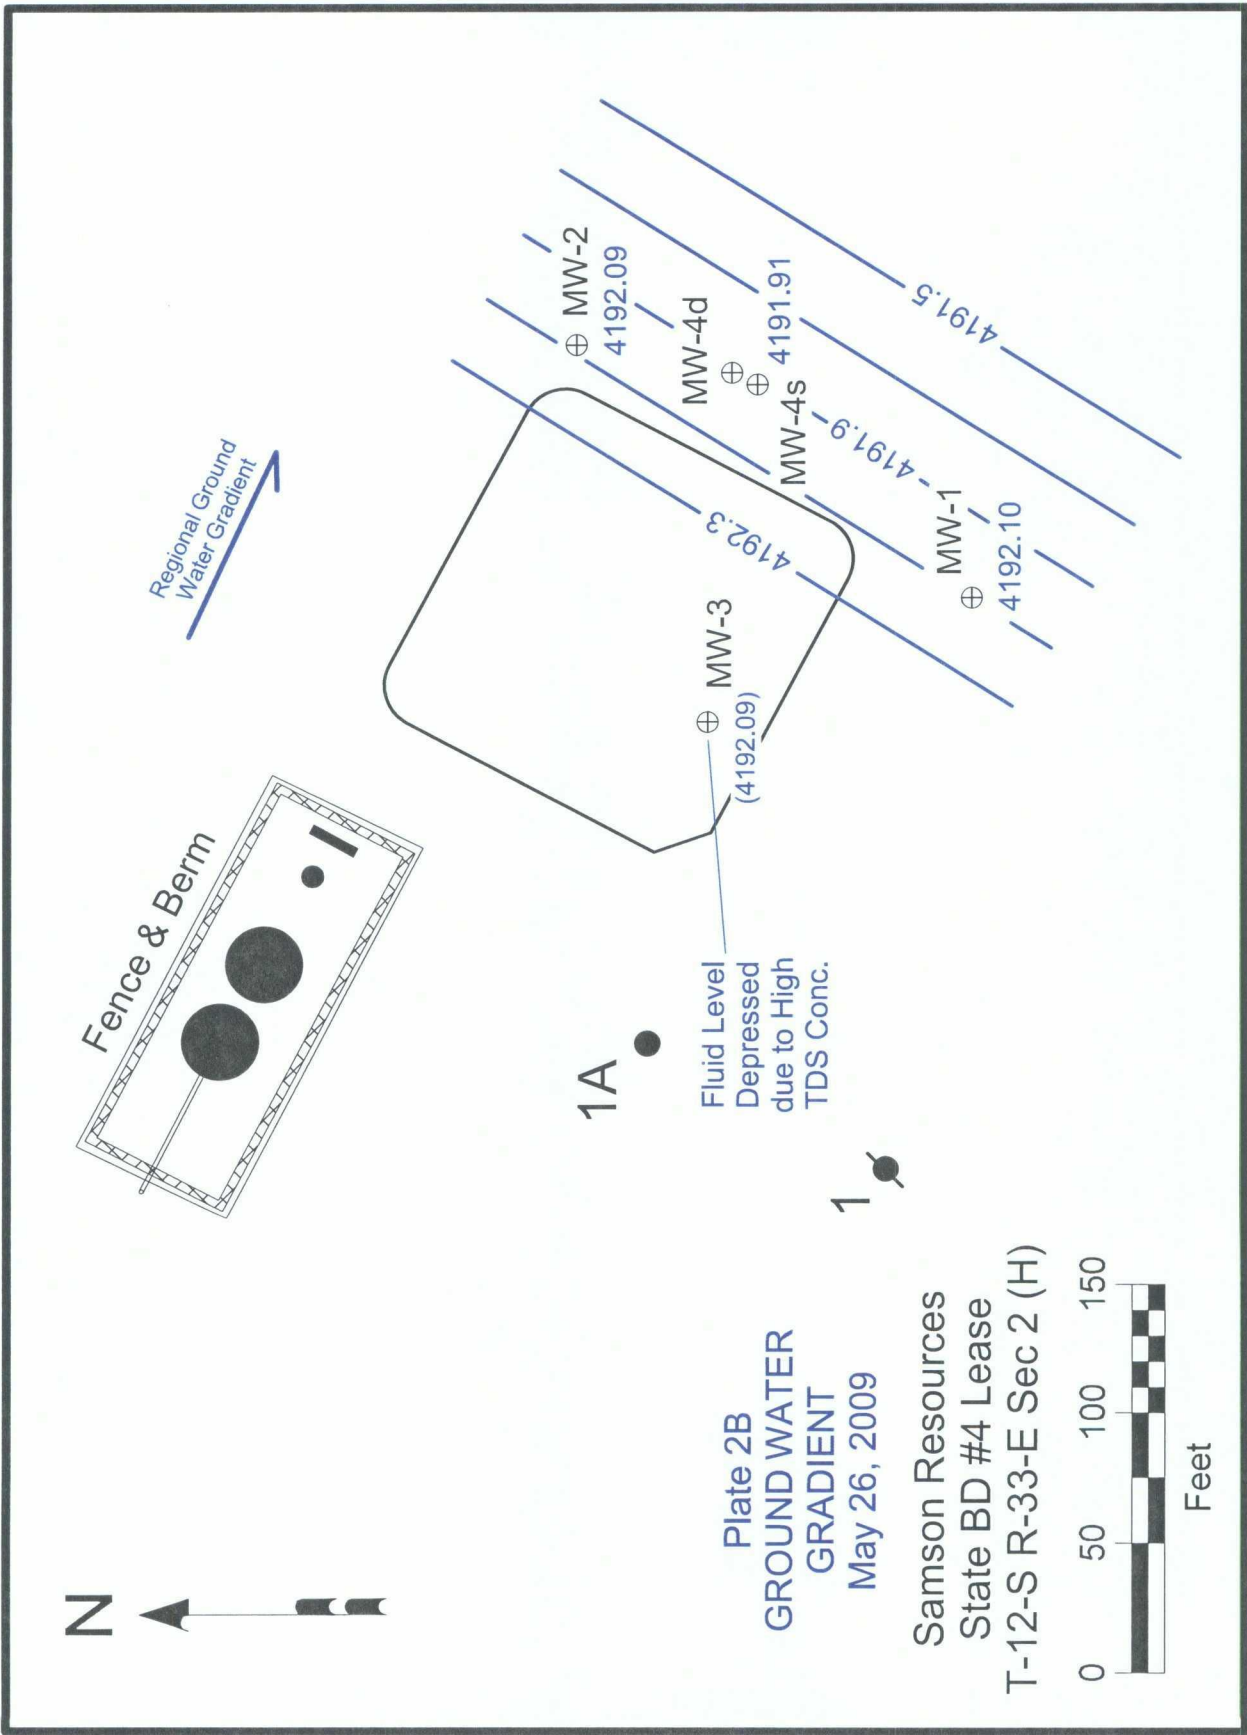 N
Fence & Berm
Regional Ground
Water Gradient
MW-2
4192.09
MW-4d
4191.91
MW-4s
4191.9
4191.5
4192.3
MW-3
(4192.09)
MW-1
4192.10
1A
Fluid Level
Depressed
due to High
TDS Conc.
1
Plate 2B
GROUND WATER
GRADIENT
May 26, 2009
Samson Resources
State BD #4 Lease
T-12-S R-33-E Sec 2 (H)
0 50 100 150
Feet